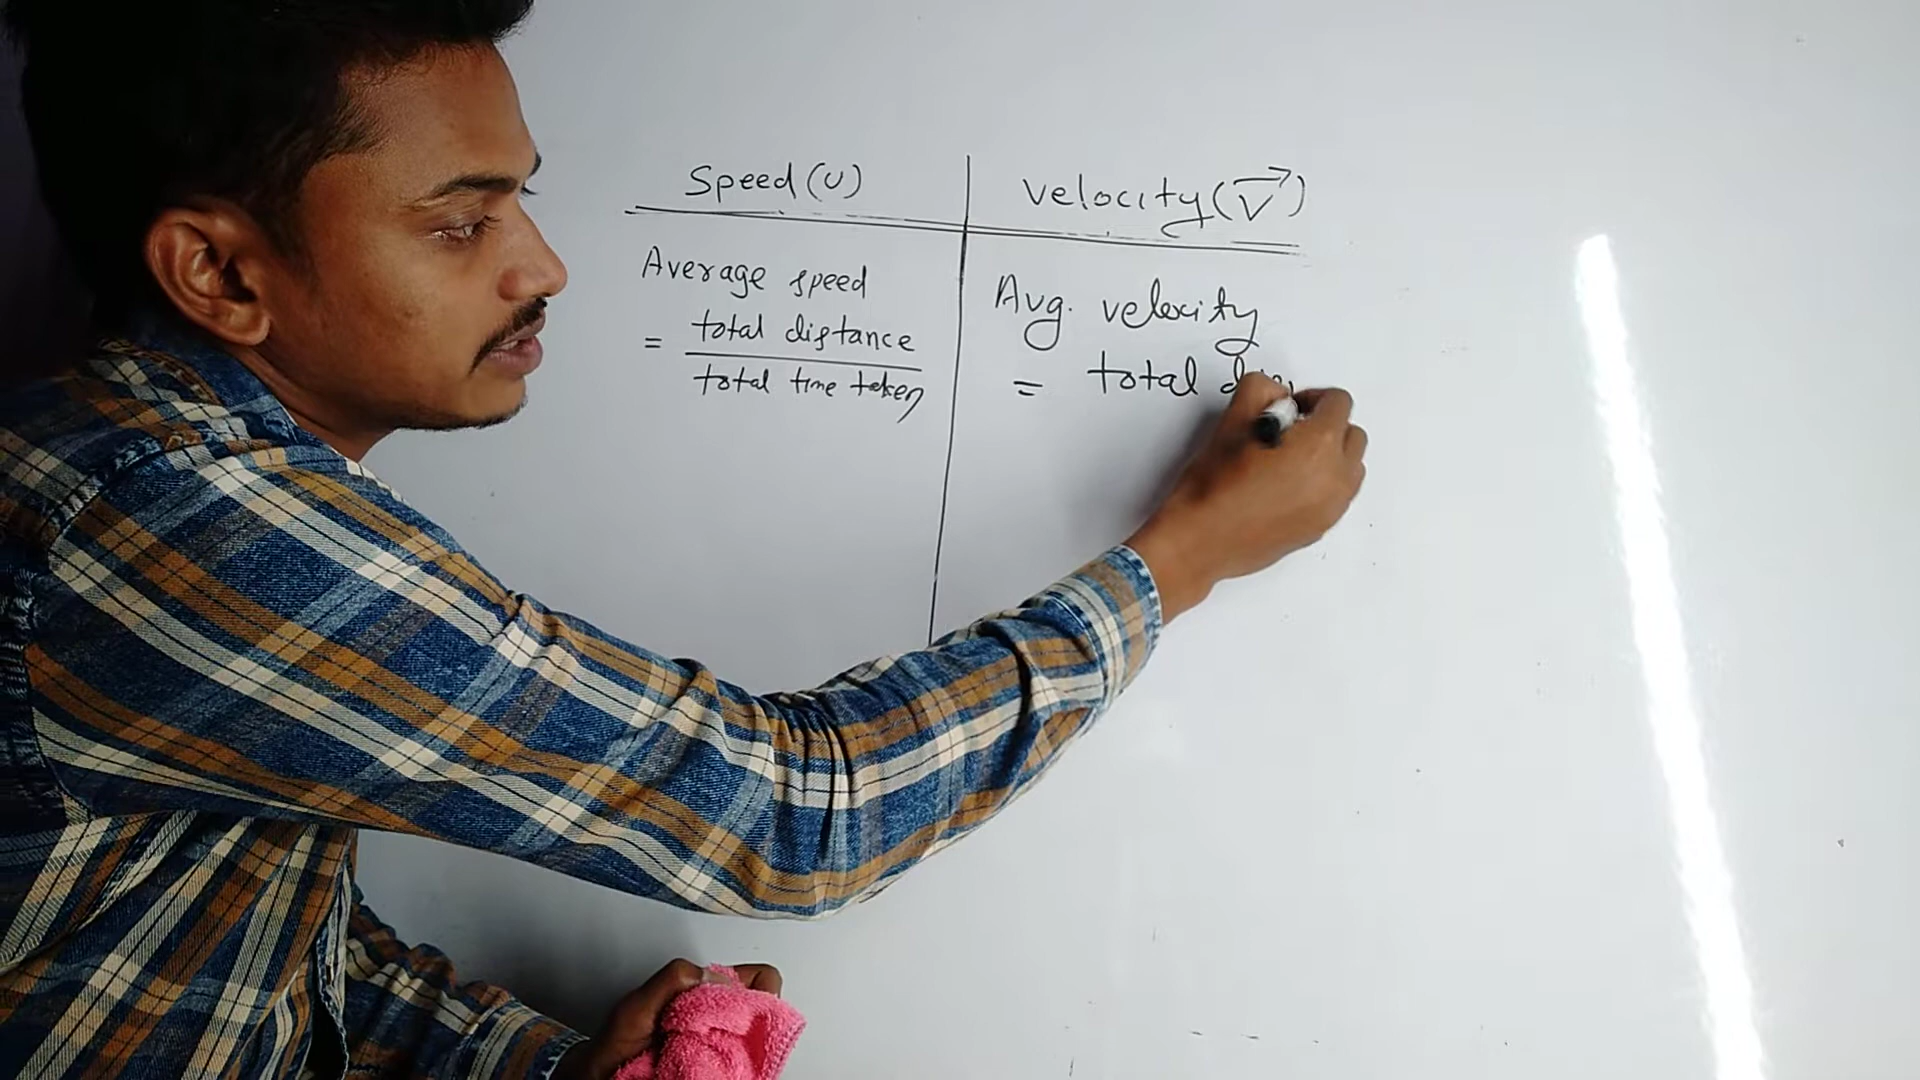 Speed (v)
Average speed
= total distance
total time taken
Velocity (V⃗)
Avg. velocity
= total